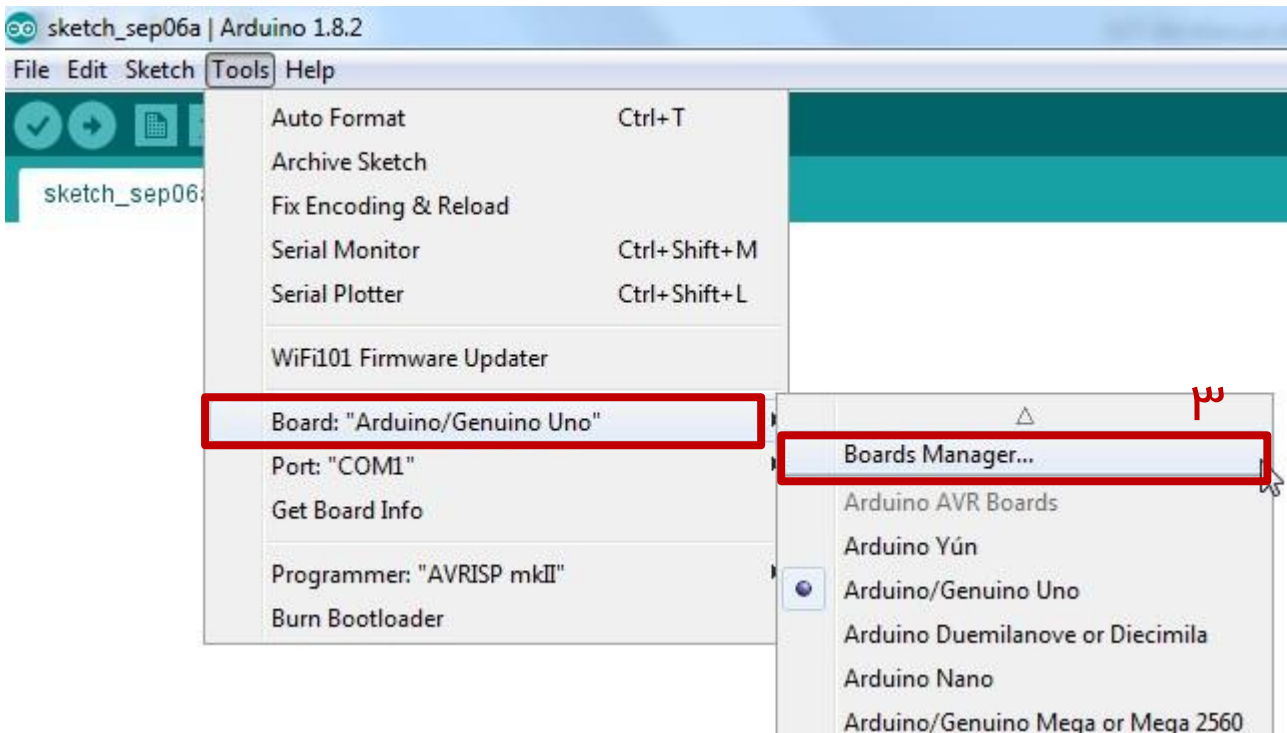 sketch_sep06a | Arduino 1.8.2
File Edit Sketch Tools Help
sketch_sep06a
Auto Format Ctrl+T
Archive Sketch
Fix Encoding & Reload
Serial Monitor Ctrl+Shift+M
Serial Plotter Ctrl+Shift+L
WiFi101 Firmware Updater
Board: "Arduino/Genuino Uno"
Port: "COM1"
Get Board Info
Programmer: "AVRISP mkII"
Burn Bootloader
۳
Boards Manager...
Arduino AVR Boards
Arduino Yún
Arduino/Genuino Uno
Arduino Duemilanove or Diecimila
Arduino Nano
Arduino/Genuino Mega or Mega 2560